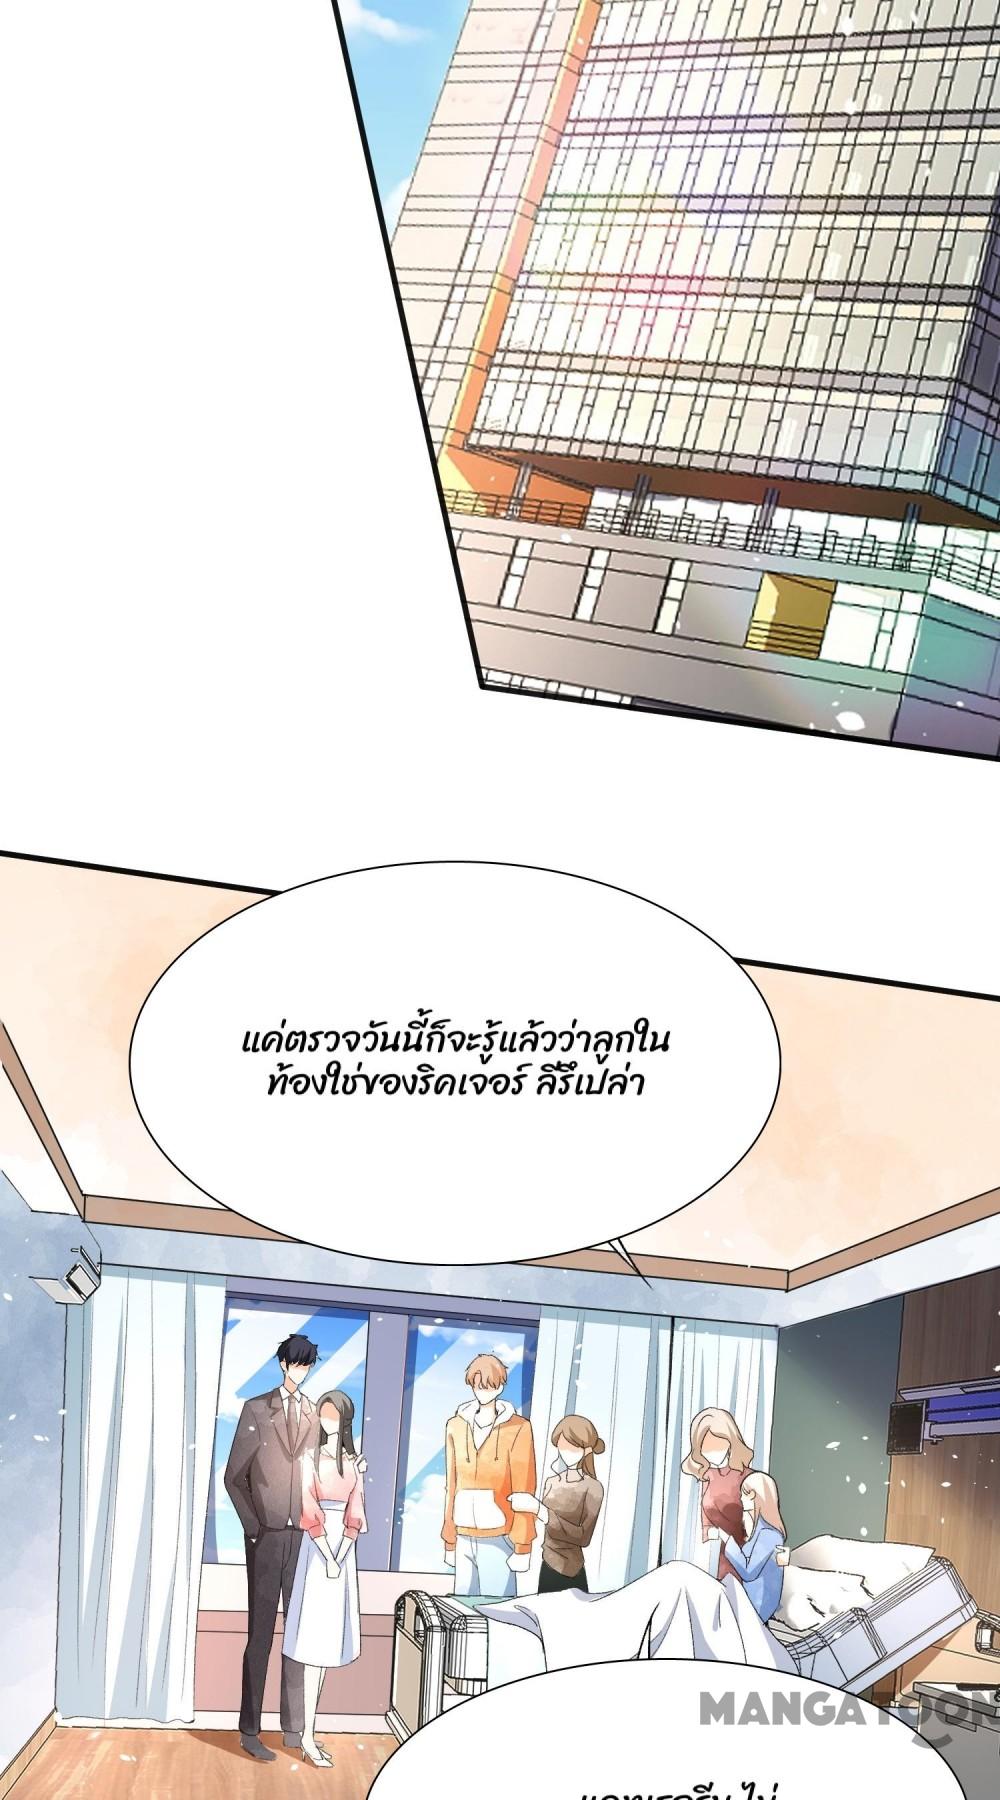 แค่ตรวจวันนี้ก็จะรู้แล้วว่าลูกใน
ท้องใช่ของริคเจอร์ ลีรึเปล่า
MANGATOON